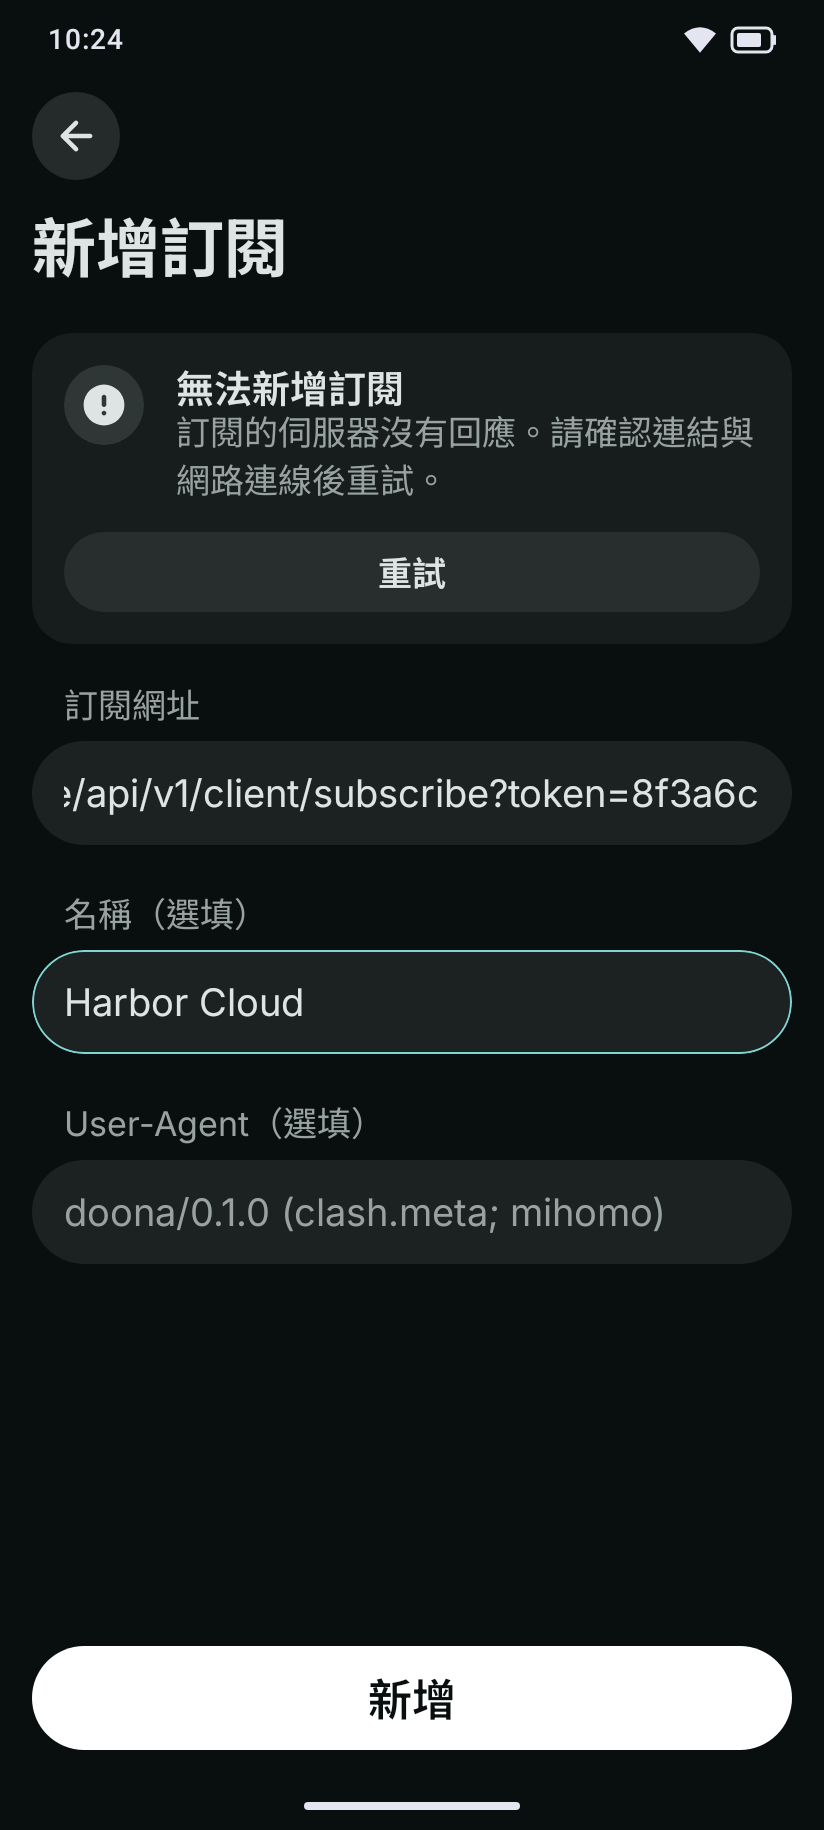 10:24
新增訂閱
無法新增訂閱
訂閱的伺服器沒有回應。請確認連結與
網路連線後重試。
重試
訂閱網址
e/api/v1/client/subscribe?token=8f3a6c
名稱（選填）
Harbor Cloud
User-Agent（選填）
doona/0.1.0 (clash.meta; mihomo)
新增